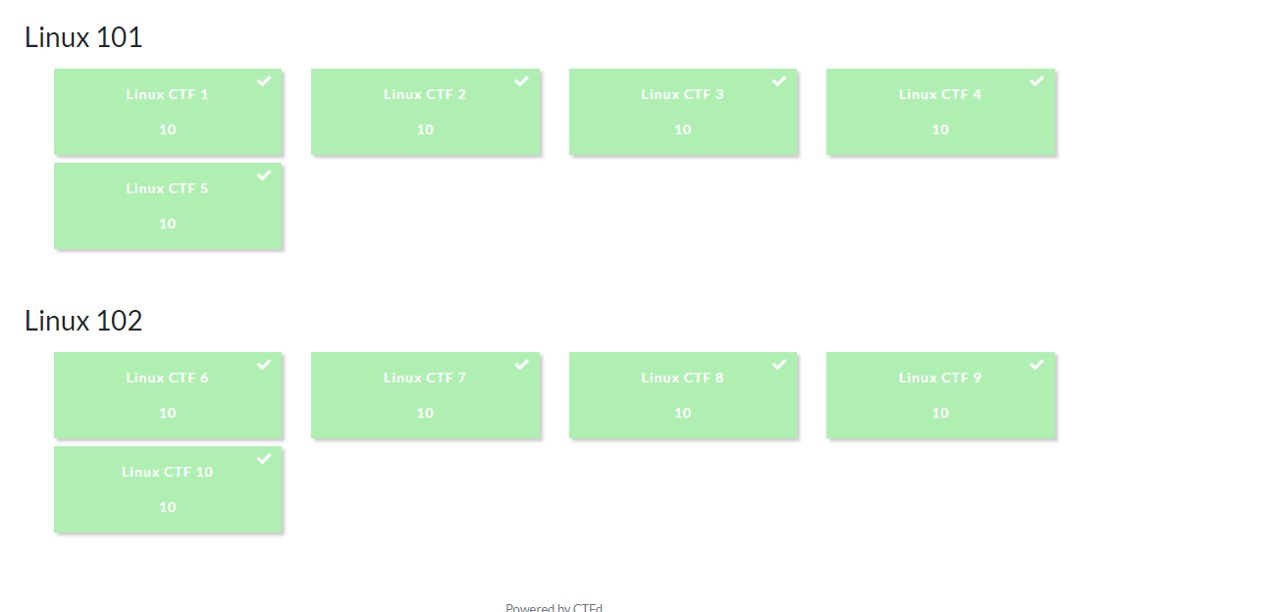 Linux 101
Linux CTF 1
10
Linux CTF 2
10
Linux CTF 3
10
Linux CTF 4
10
Linux CTF 5
10
Linux 102
Linux CTF 6
10
Linux CTF 7
10
Linux CTF 8
10
Linux CTF 9
10
Linux CTF 10
10
Powered by CTFd